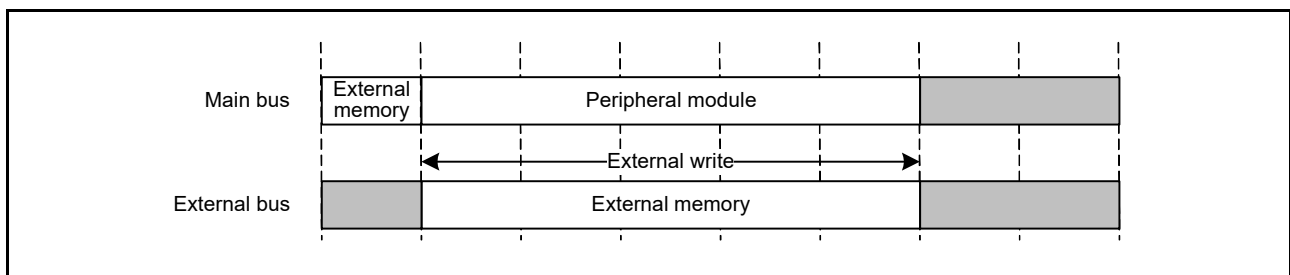 External
memory
Main bus
Peripheral module
External write
External bus
External memory